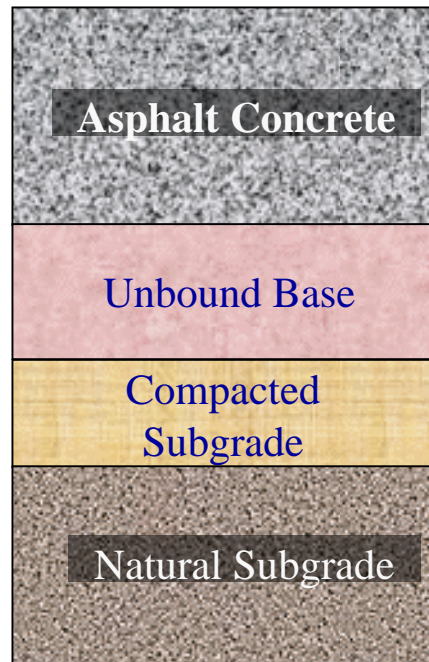 Asphalt Concrete
Unbound Base
Compacted
Subgrade
Natural Subgrade